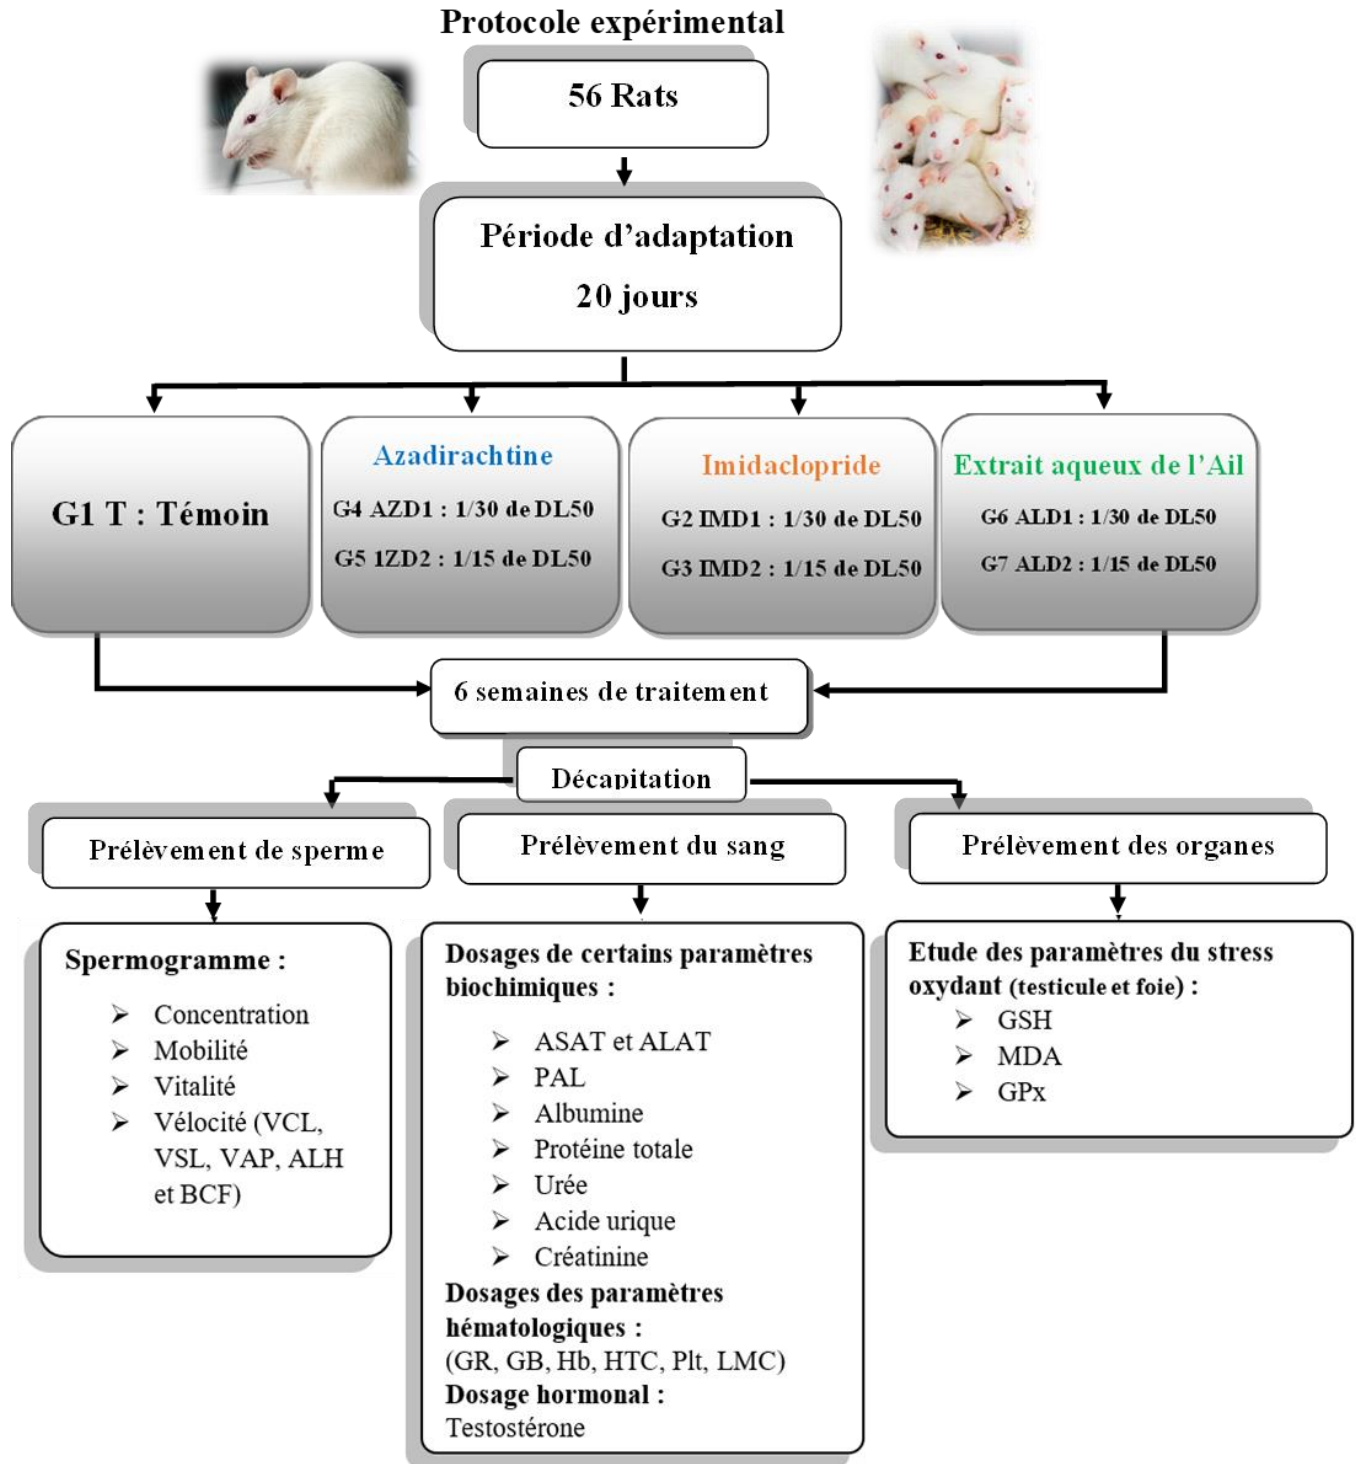 Protocole expérimental
56 Rats
Période d’adaptation
20 jours
G1 T : Témoin
Azadirachtine
G4 AZD1 : 1/30 de DL50
G5 1ZD2 : 1/15 de DL50
Imidaclopride
G2 IMD1 : 1/30 de DL50
G3 IMD2 : 1/15 de DL50
Extrait aqueux de l’Ail
G6 ALD1 : 1/30 de DL50
G7 ALD2 : 1/15 de DL50
6 semaines de traitement
Décapitation
Prélèvement de sperme
Prélèvement du sang
Prélèvement des organes
Spermogramme :
➢ Concentration
➢ Mobilité
➢ Vitalité
➢ Vélocité (VCL,
VSL, VAP, ALH
et BCF)
Dosages de certains paramètres
biochimiques :
➢ ASAT et ALAT
➢ PAL
➢ Albumine
➢ Protéine totale
➢ Urée
➢ Acide urique
➢ Créatinine
Dosages des paramètres
hématologiques :
(GR, GB, Hb, HTC, Plt, LMC)
Dosage hormonal :
Testostérone
Etude des paramètres du stress
oxydant (testicule et foie) :
➢ GSH
➢ MDA
➢ GPx